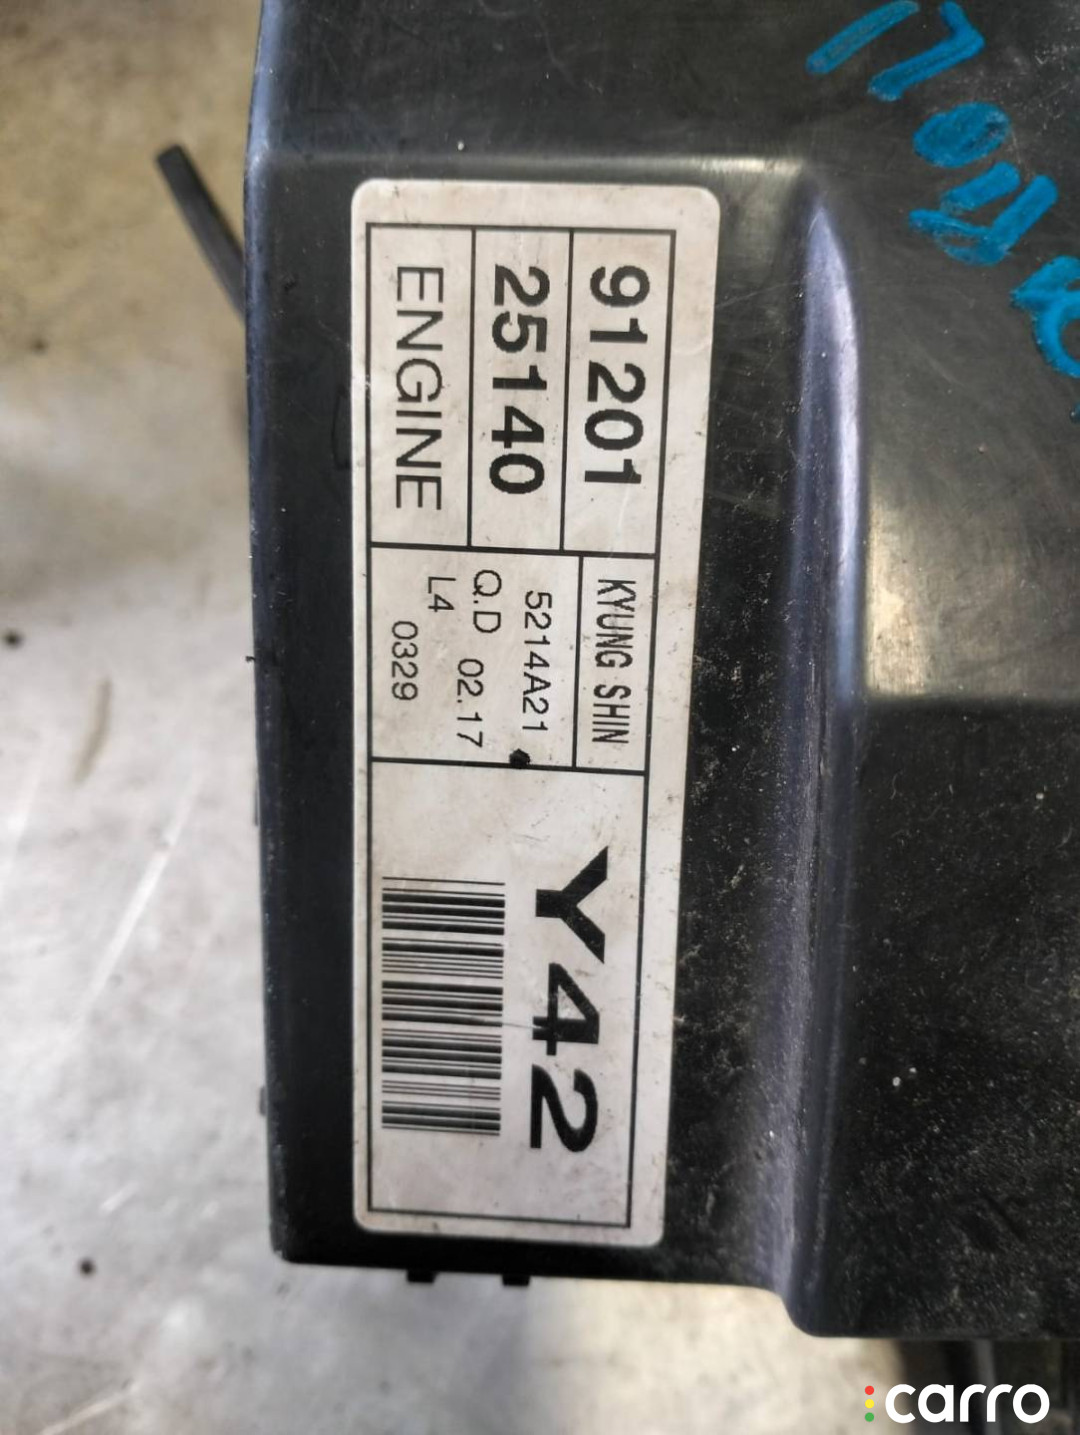 91201
25140
ENGINE
KYUNG SHIN
5214A21
Q.D 02.17
L4
0329
Y42
carro